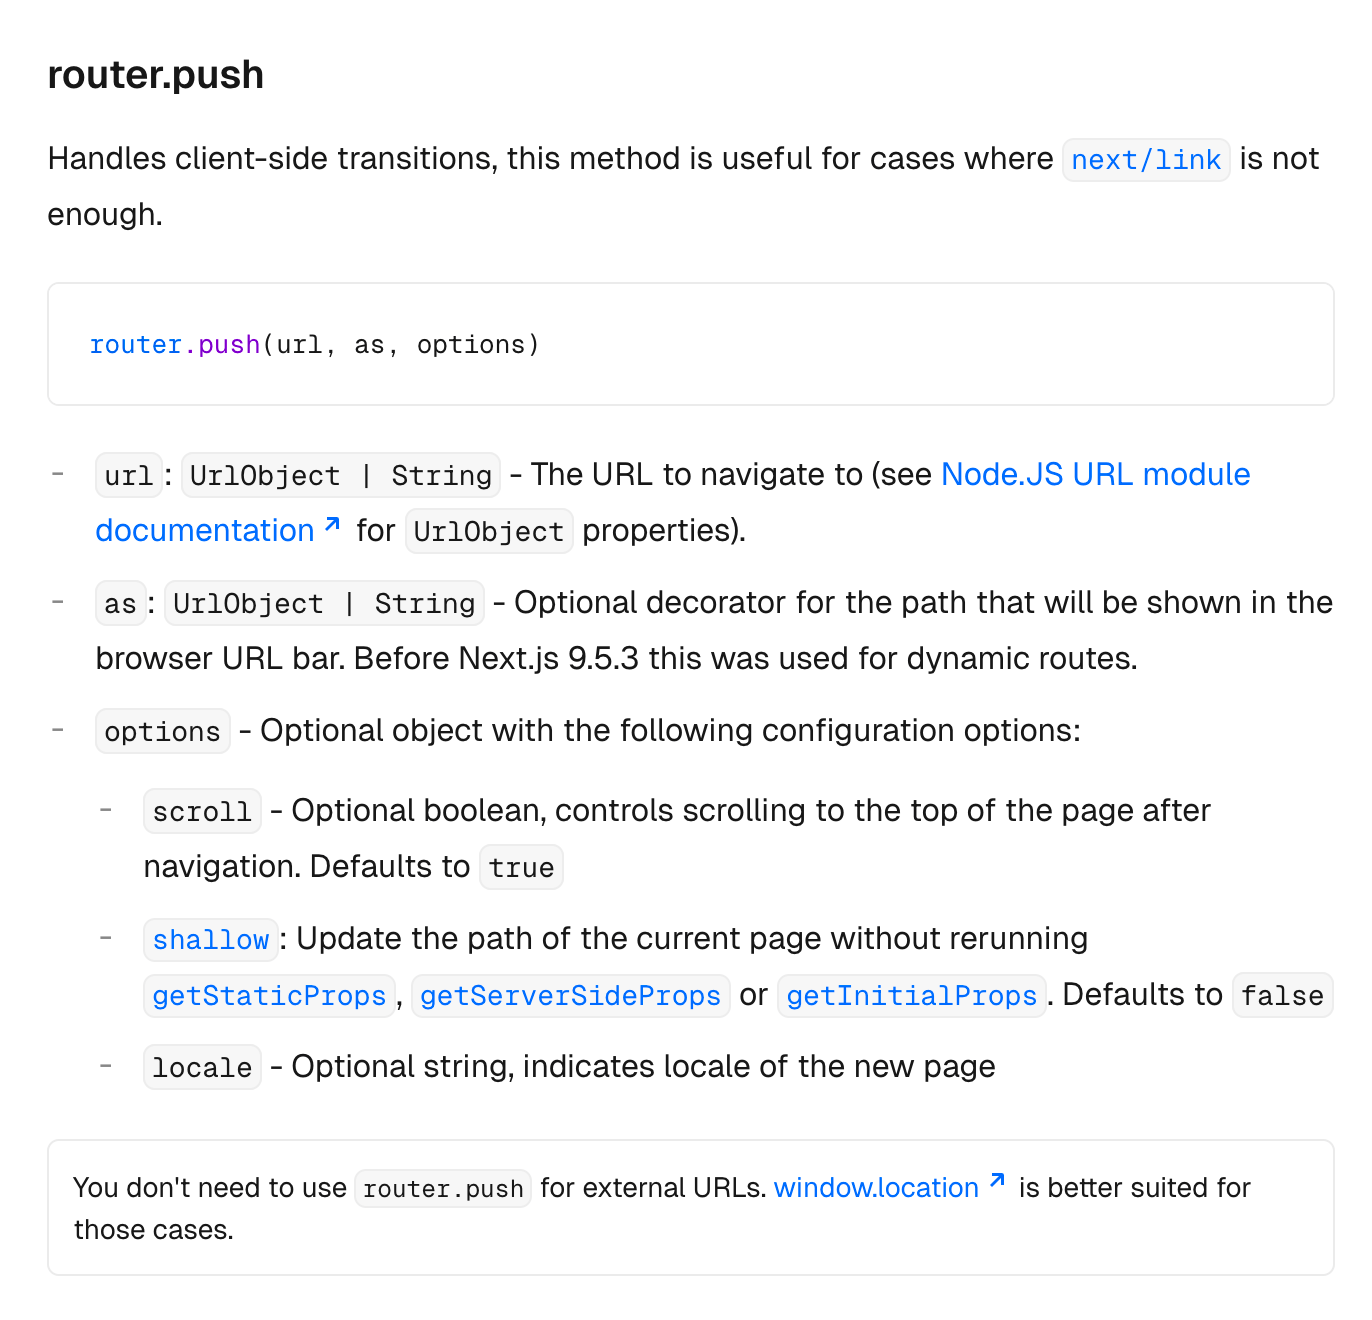 router.push
Handles client-side transitions, this method is useful for cases where next/link is not
enough.
router.push(url, as, options)
- url: UrlObject | String - The URL to navigate to (see Node.JS URL module
documentation ↗ for UrlObject properties).
- as: UrlObject | String - Optional decorator for the path that will be shown in the
browser URL bar. Before Next.js 9.5.3 this was used for dynamic routes.
- options - Optional object with the following configuration options:
- scroll - Optional boolean, controls scrolling to the top of the page after
navigation. Defaults to true
- shallow: Update the path of the current page without rerunning
getStaticProps, getServerSideProps or getInitialProps. Defaults to false
- locale - Optional string, indicates locale of the new page
You don't need to use router.push for external URLs. window.location ↗ is better suited for
those cases.